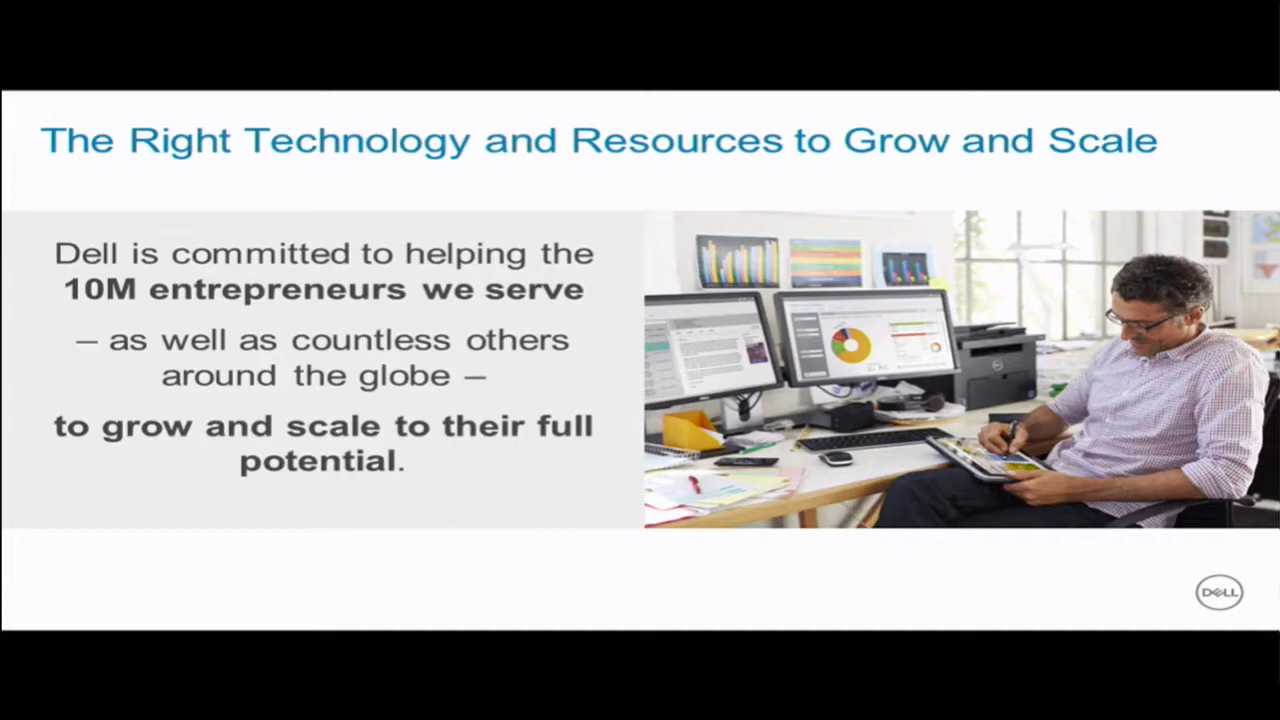 The Right Technology and Resources to Grow and Scale
Dell is committed to helping the
10M entrepreneurs we serve
– as well as countless others
around the globe –
to grow and scale to their full
potential.
DELL